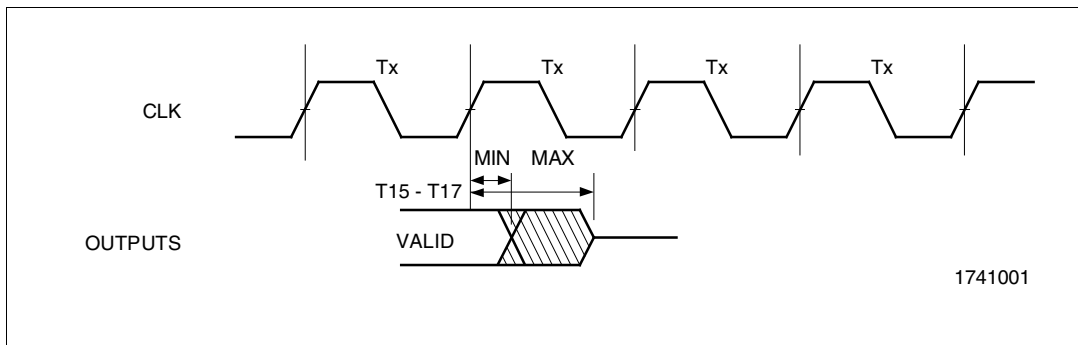 Tx Tx Tx Tx
CLK
MIN MAX
T15 - T17
OUTPUTS VALID
1741001